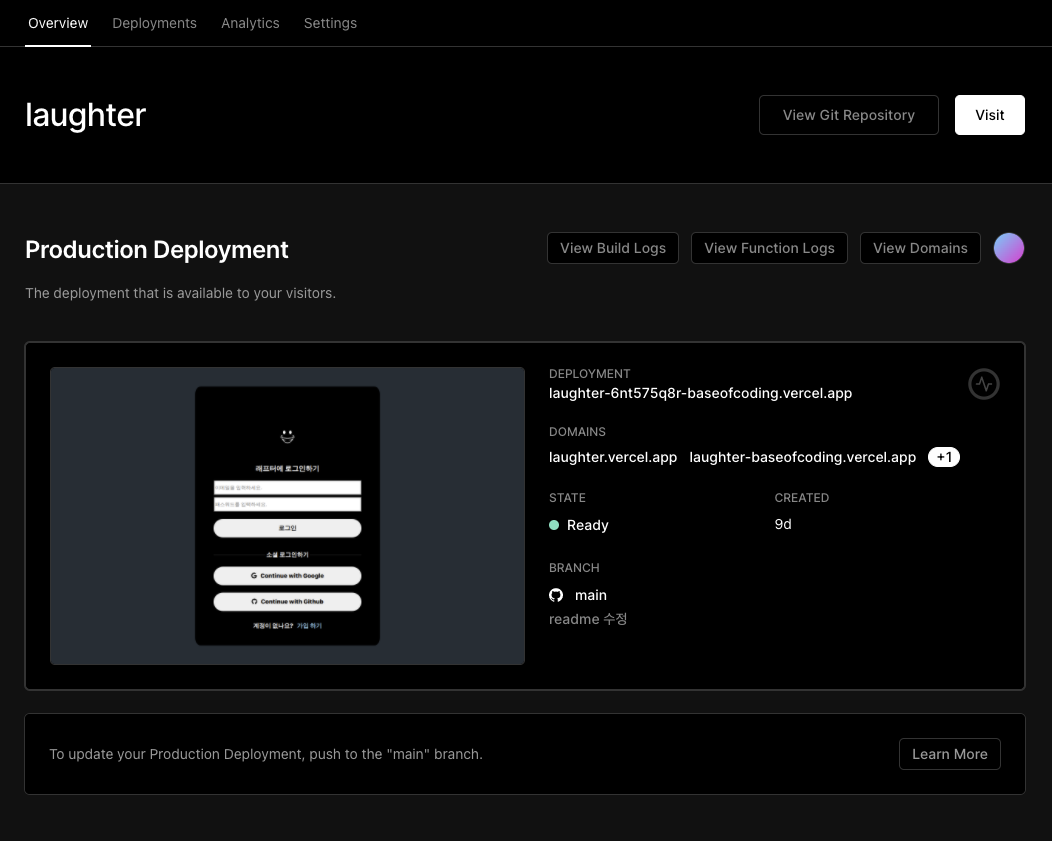 Overview Deployments Analytics Settings
laughter
View Git Repository Visit
Production Deployment
View Build Logs View Function Logs View Domains
The deployment that is available to your visitors.
래프터에 로그인하기
로그인
소셜 로그인하기
G Continue with Google
Continue with Github
계정이 없나요? 가입 하기
DEPLOYMENT
laughter-6nt575q8r-baseofcoding.vercel.app
DOMAINS
laughter.vercel.app laughter-baseofcoding.vercel.app +1
STATE CREATED
Ready 9d
BRANCH
main
readme 수정
To update your Production Deployment, push to the "main" branch.
Learn More